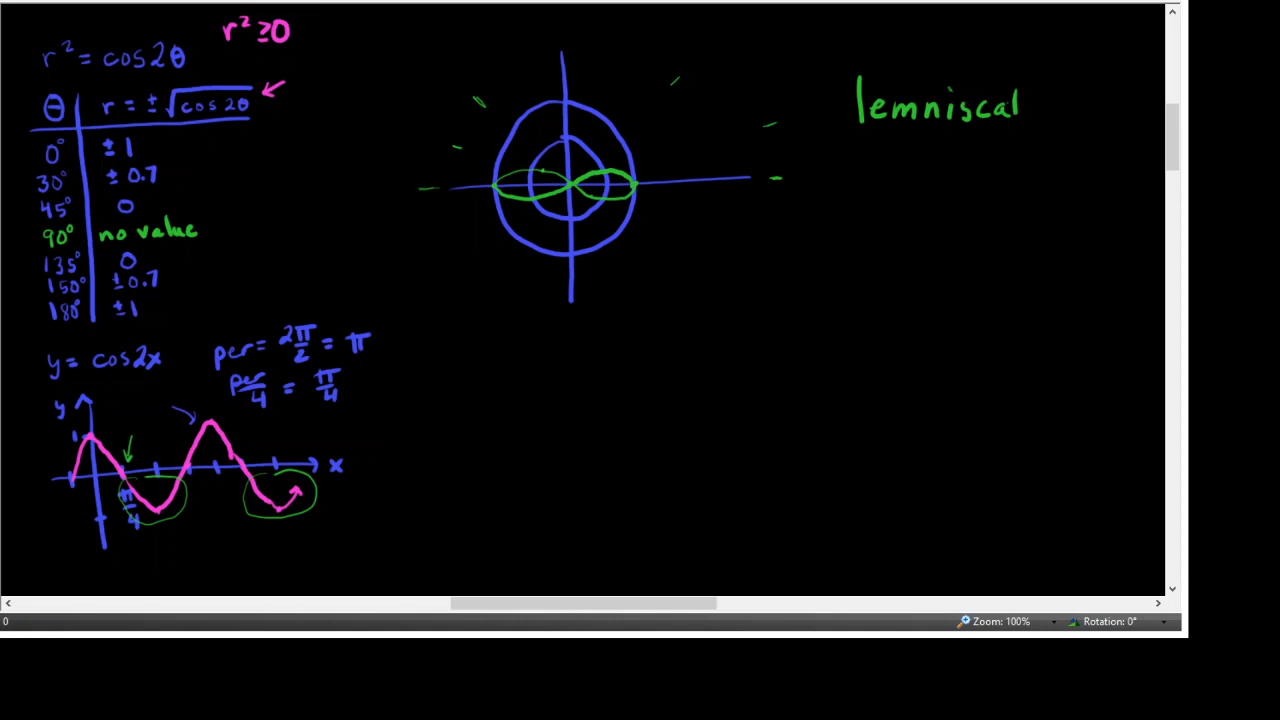 r² ≥ 0
r² = cos2θ
θ r = ±√cos 2θ
0° ±1
30° ±0.7
45° 0
90° no value
135° 0
150° ±0.7
180° ±1
y = cos2x
per = 2π/2 = π
per/4 = π/4
y
1
x
π/4
lemniscal
0
Zoom: 100%
Rotation: 0°